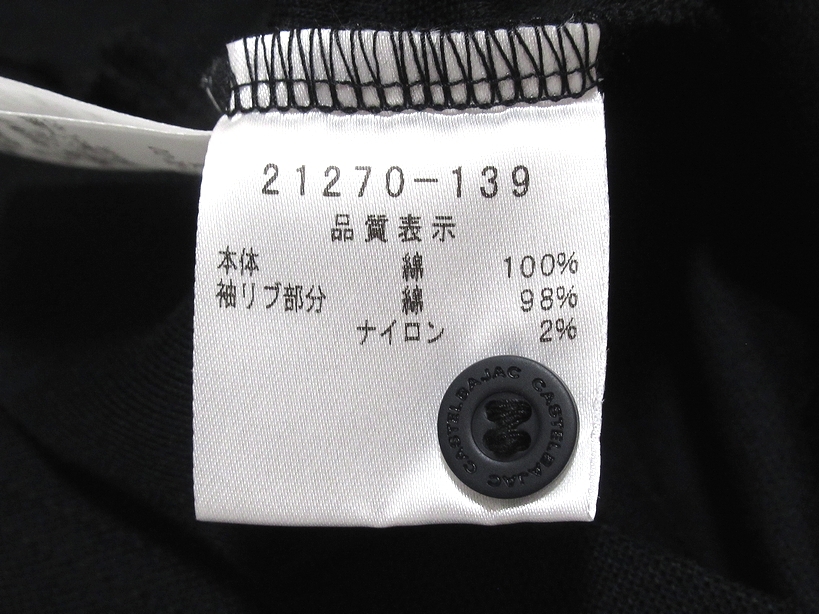 21270-139
品質表示
本体 綿 100%
袖リブ部分 綿 98%
ナイロン 2%
CASTELBAJAC CASTELBAJAC